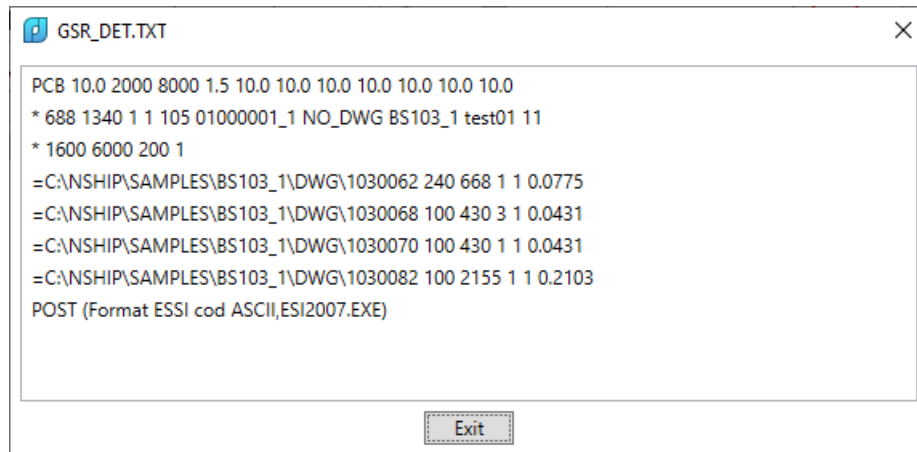 GSR_DET.TXT
PCB 10.0 2000 8000 1.5 10.0 10.0 10.0 10.0 10.0 10.0 10.0
* 688 1340 1 1 105 01000001_1 NO_DWG BS103_1 test01 11
* 1600 6000 200 1
=C:\NSHIP\SAMPLES\BS103_1\DWG\1030062 240 668 1 1 0.0775
=C:\NSHIP\SAMPLES\BS103_1\DWG\1030068 100 430 3 1 0.0431
=C:\NSHIP\SAMPLES\BS103_1\DWG\1030070 100 430 1 1 0.0431
=C:\NSHIP\SAMPLES\BS103_1\DWG\1030082 100 2155 1 1 0.2103
POST (Format ESSI cod ASCII,ESI2007.EXE)
Exit